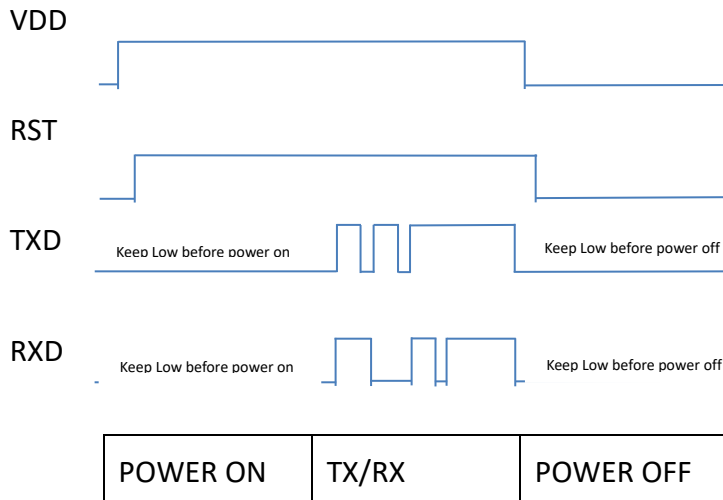 VDD
RST
TXD
Keep Low before power on
Keep Low before power off
RXD
Keep Low before power on
Keep Low before power off
POWER ON
TX/RX
POWER OFF